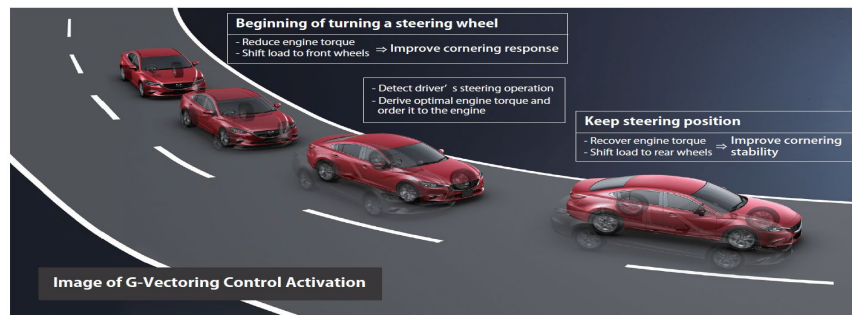 Beginning of turning a steering wheel
- Reduce engine torque
- Shift load to front wheels ⇒ Improve cornering response
- Detect driver's steering operation
- Derive optimal engine torque and
order it to the engine
Keep steering position
- Recover engine torque
- Shift load to rear wheels ⇒ Improve cornering
stability
Image of G-Vectoring Control Activation